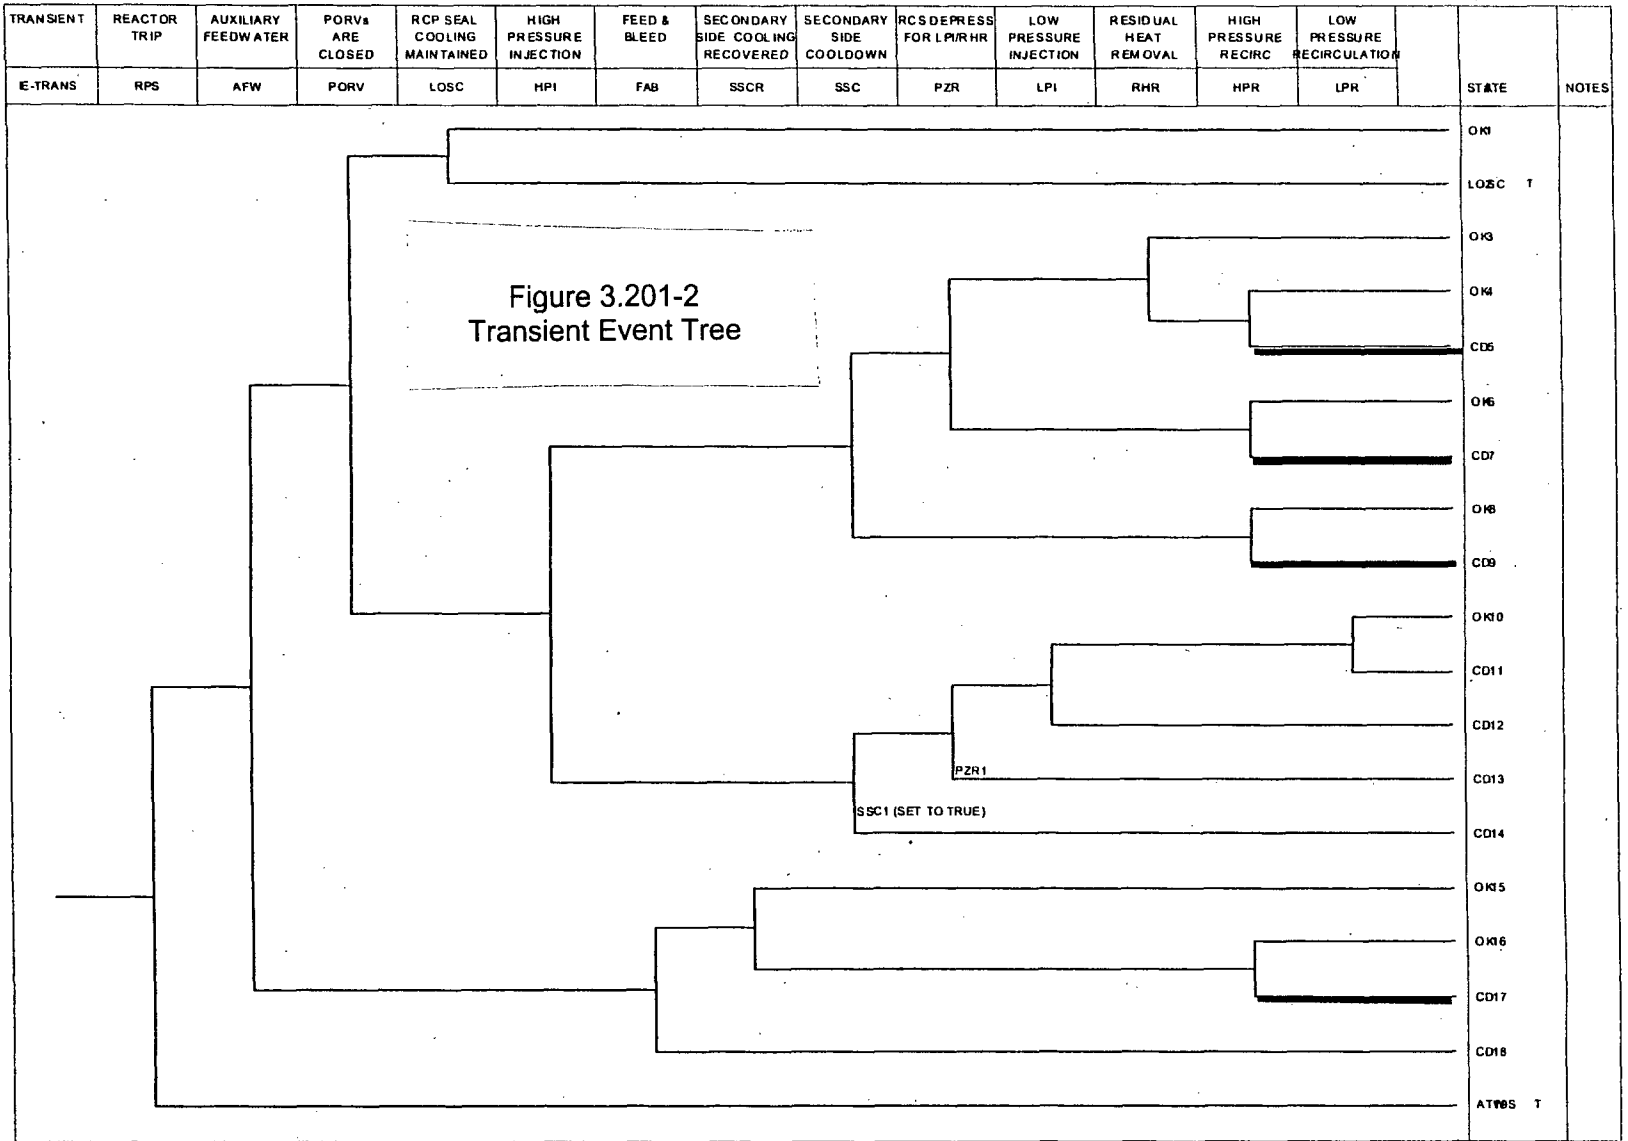 TRANSIENT
REACTOR
TRIP
AUXILIARY
FEEDWATER
PORVs
ARE
CLOSED
RCP SEAL
COOLING
MAINTAINED
HIGH
PRESSURE
INJECTION
FEED &
BLEED
SECONDARY
SIDE COOLING
RECOVERED
SECONDARY
SIDE
COOLDOWN
RCS DEPRESS
FOR LPI/RHR
LOW
PRESSURE
INJECTION
RESIDUAL
HEAT
REMOVAL
HIGH
PRESSURE
RECIRC
LOW
PRESSURE
RECIRCULATION
IE-TRANS
RPS
AFW
PORV
LOSC
HPI
FAB
SSCR
SSC
PZR
LPI
RHR
HPR
LPR
STATE
NOTES
OK1
LOSC T
OK3
Figure 3.201-2
Transient Event Tree
OK4
CD5
OK6
CD7
OK8
CD9
OK10
CD11
CD12
PZR1
CD13
SSC1 (SET TO TRUE)
CD14
OK15
OK16
CD17
CD18
ATWS T